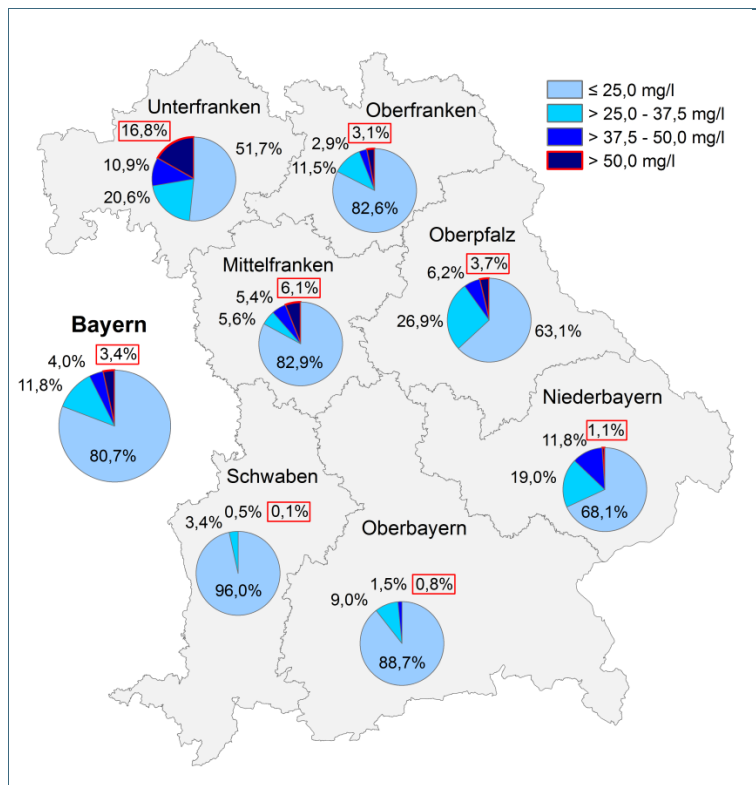 ≤ 25,0 mg/l
> 25,0 - 37,5 mg/l
> 37,5 - 50,0 mg/l
> 50,0 mg/l
Unterfranken
16,8%
10,9%
20,6%
51,7%
Oberfranken
2,9% 3,1%
11,5%
82,6%
Mittelfranken
5,4% 6,1%
5,6%
82,9%
Oberpfalz
6,2% 3,7%
26,9%
63,1%
Bayern
4,0% 3,4%
11,8%
80,7%
Niederbayern
11,8% 1,1%
19,0%
68,1%
Schwaben
3,4% 0,5% 0,1%
96,0%
Oberbayern
9,0% 1,5% 0,8%
88,7%